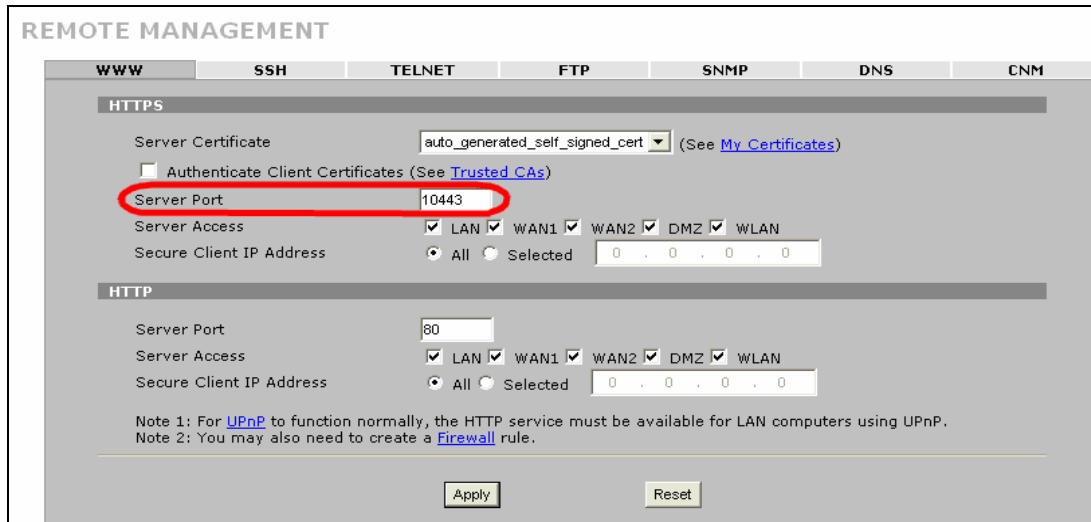 REMOTE MANAGEMENT
WWW SSH TELNET FTP SNMP DNS CNM
HTTPS
Server Certificate auto_generated_self_signed_cert (See My Certificates)
Authenticate Client Certificates (See Trusted CAs)
Server Port 10443
Server Access LAN WAN1 WAN2 DMZ WLAN
Secure Client IP Address All Selected 0 . 0 . 0 . 0
HTTP
Server Port 80
Server Access LAN WAN1 WAN2 DMZ WLAN
Secure Client IP Address All Selected 0 . 0 . 0 . 0
Note 1: For UPnP to function normally, the HTTP service must be available for LAN computers using UPnP.
Note 2: You may also need to create a Firewall rule.
Apply Reset